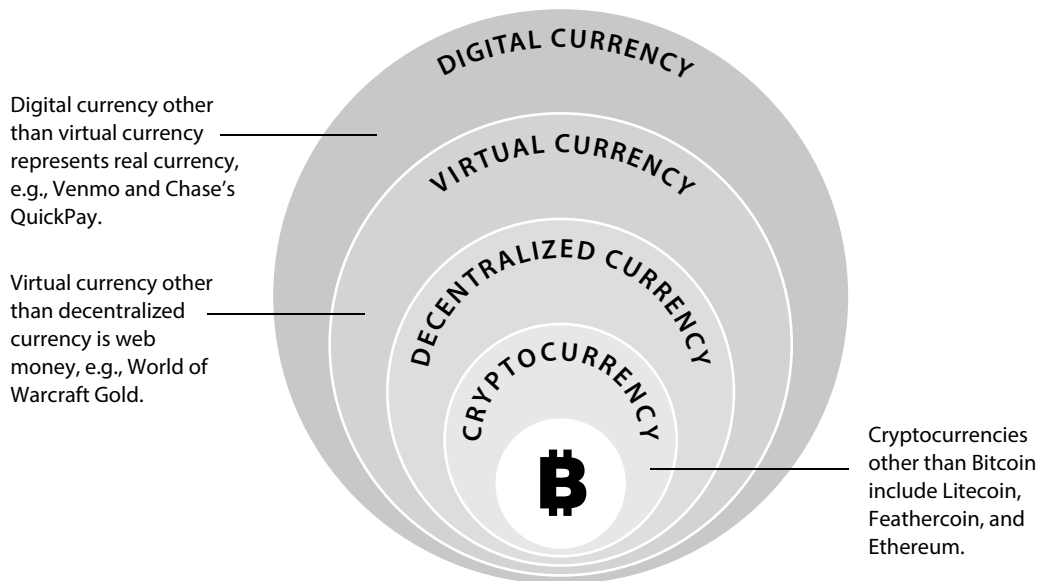 DIGITAL CURRENCY
Digital currency other
than virtual currency
represents real currency,
e.g., Venmo and Chase’s
QuickPay.
VIRTUAL CURRENCY
DECENTRALIZED CURRENCY
Virtual currency other
than decentralized
currency is web
money, e.g., World of
Warcraft Gold.
CRYPTOCURRENCY
Cryptocurrencies
other than Bitcoin
include Litecoin,
Feathercoin, and
Ethereum.